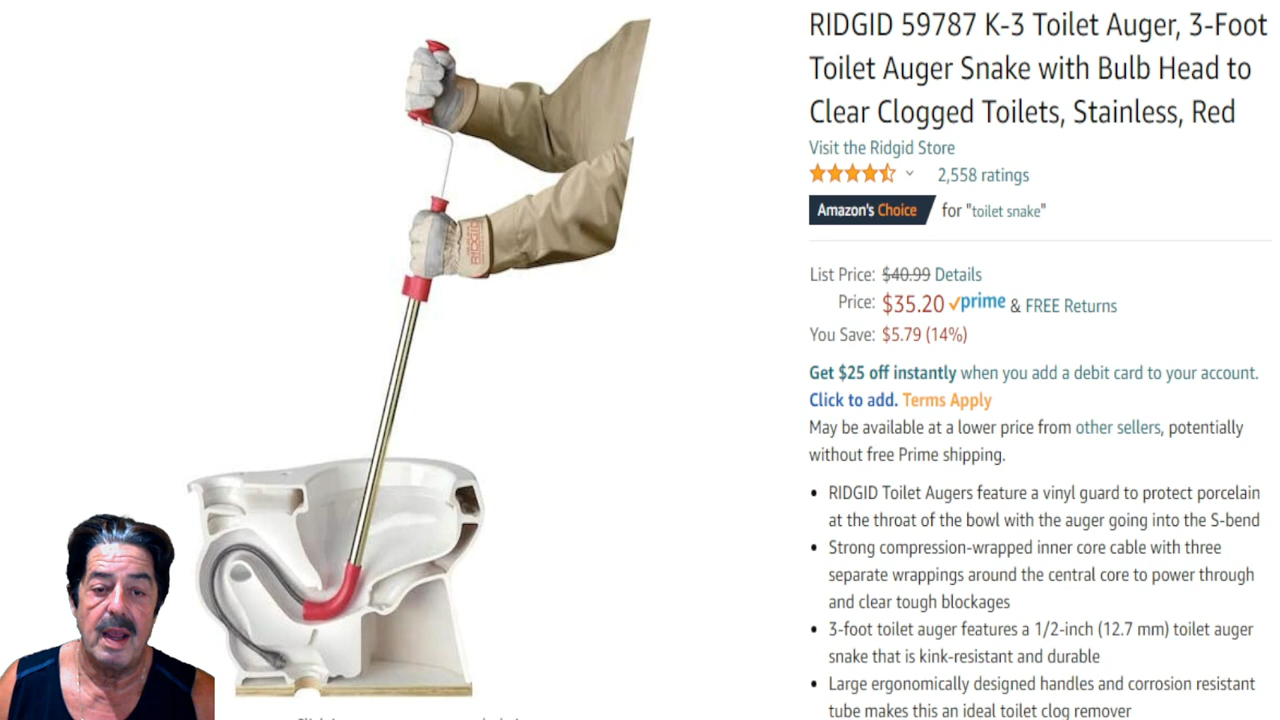 RIDGID 59787 K-3 Toilet Auger, 3-Foot
Toilet Auger Snake with Bulb Head to
Clear Clogged Toilets, Stainless, Red
Visit the Ridgid Store
2,558 ratings
Amazon's Choice for "toilet snake"
List Price: $40.99 Details
Price: $35.20 prime & FREE Returns
You Save: $5.79 (14%)
Get $25 off instantly when you add a debit card to your account.
Click to add. Terms Apply
May be available at a lower price from other sellers, potentially
without free Prime shipping.
• RIDGID Toilet Augers feature a vinyl guard to protect porcelain
at the throat of the bowl with the auger going into the S-bend
• Strong compression-wrapped inner core cable with three
separate wrappings around the central core to power through
and clear tough blockages
• 3-foot toilet auger features a 1/2-inch (12.7 mm) toilet auger
snake that is kink-resistant and durable
• Large ergonomically designed handles and corrosion resistant
tube makes this an ideal toilet clog remover
RIDGID